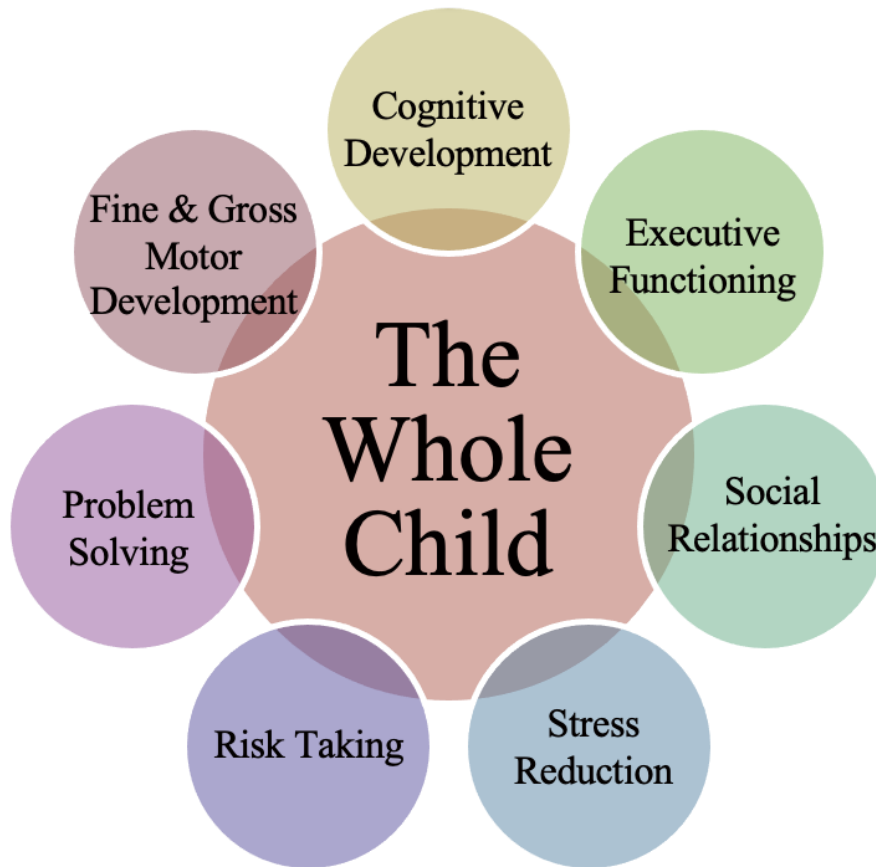 Cognitive
Development
Executive
Functioning
Social
Relationships
Stress
Reduction
Risk Taking
Problem
Solving
Fine & Gross
Motor
Development
The
Whole
Child